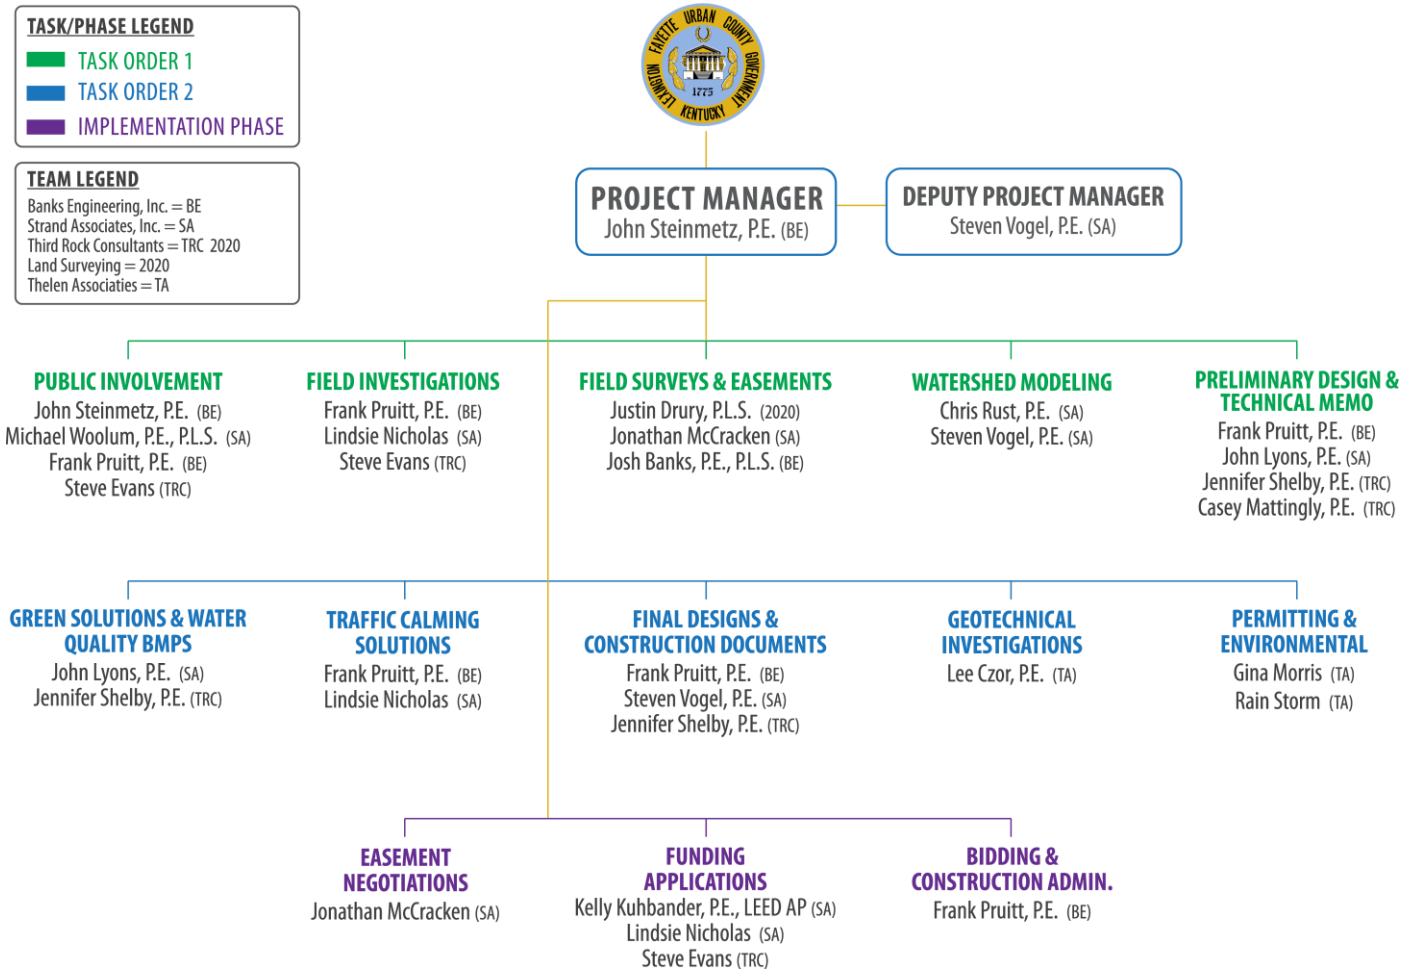 TASK/PHASE LEGEND
TASK ORDER 1
TASK ORDER 2
IMPLEMENTATION PHASE
TEAM LEGEND
Banks Engineering, Inc. = BE
Strand Associates, Inc. = SA
Third Rock Consultants = TRC 2020
Land Surveying = 2020
Thelen Associaties = TA
LEXINGTON FAYETTE URBAN COUNTY GOVERNMENT
1775
KENTUCKY
PROJECT MANAGER
John Steinmetz, P.E. (BE)
DEPUTY PROJECT MANAGER
Steven Vogel, P.E. (SA)
PUBLIC INVOLVEMENT
John Steinmetz, P.E. (BE)
Michael Woolum, P.E., P.L.S. (SA)
Frank Pruitt, P.E. (BE)
Steve Evans (TRC)
FIELD INVESTIGATIONS
Frank Pruitt, P.E. (BE)
Lindsie Nicholas (SA)
Steve Evans (TRC)
FIELD SURVEYS & EASEMENTS
Justin Drury, P.L.S. (2020)
Jonathan McCracken (SA)
Josh Banks, P.E., P.L.S. (BE)
WATERSHED MODELING
Chris Rust, P.E. (SA)
Steven Vogel, P.E. (SA)
PRELIMINARY DESIGN &
TECHNICAL MEMO
Frank Pruitt, P.E. (BE)
John Lyons, P.E. (SA)
Jennifer Shelby, P.E. (TRC)
Casey Mattingly, P.E. (TRC)
GREEN SOLUTIONS & WATER
QUALITY BMPS
John Lyons, P.E. (SA)
Jennifer Shelby, P.E. (TRC)
TRAFFIC CALMING
SOLUTIONS
Frank Pruitt, P.E. (BE)
Lindsie Nicholas (SA)
FINAL DESIGNS &
CONSTRUCTION DOCUMENTS
Frank Pruitt, P.E. (BE)
Steven Vogel, P.E. (SA)
Jennifer Shelby, P.E. (TRC)
GEOTECHNICAL
INVESTIGATIONS
Lee Czor, P.E. (TA)
PERMITTING &
ENVIRONMENTAL
Gina Morris (TA)
Rain Storm (TA)
EASEMENT
NEGOTIATIONS
Jonathan McCracken (SA)
FUNDING
APPLICATIONS
Kelly Kuhbander, P.E., LEED AP (SA)
Lindsie Nicholas (SA)
Steve Evans (TRC)
BIDDING &
CONSTRUCTION ADMIN.
Frank Pruitt, P.E. (BE)